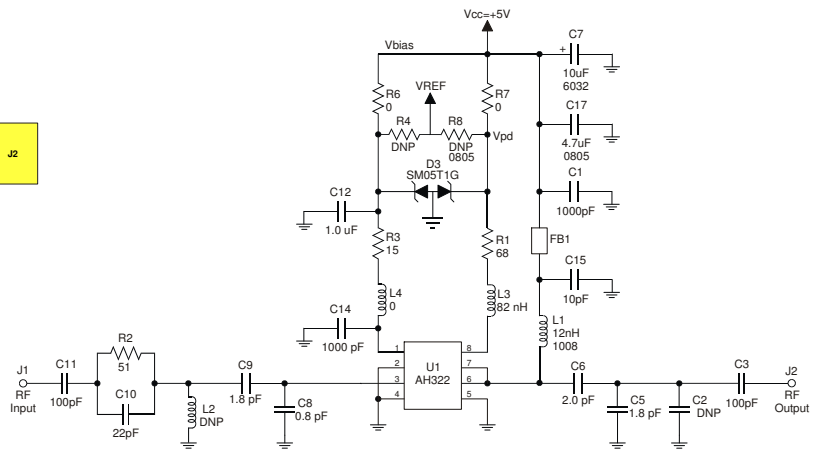 Vcc=+5V
Vbias
C7
+
10uF
6032
R6
0
VREF
R7
0
R4
DNP
R8
DNP
0805
Vpd
C17
4.7uF
0805
J2
D3
SM05T1G
C12
1.0 uF
C1
1000pF
R3
15
R1
68
FB1
C15
10pF
L4
0
L3
82 nH
C14
1000 pF
L1
12nH
1008
R2
51
1
2
3
4
U1
AH322
8
7
6
5
J1
RF
Input
C11
100pF
C10
22pF
L2
DNP
C9
1.8 pF
C8
0.8 pF
C6
2.0 pF
C5
1.8 pF
C2
DNP
C3
100pF
J2
RF
Output